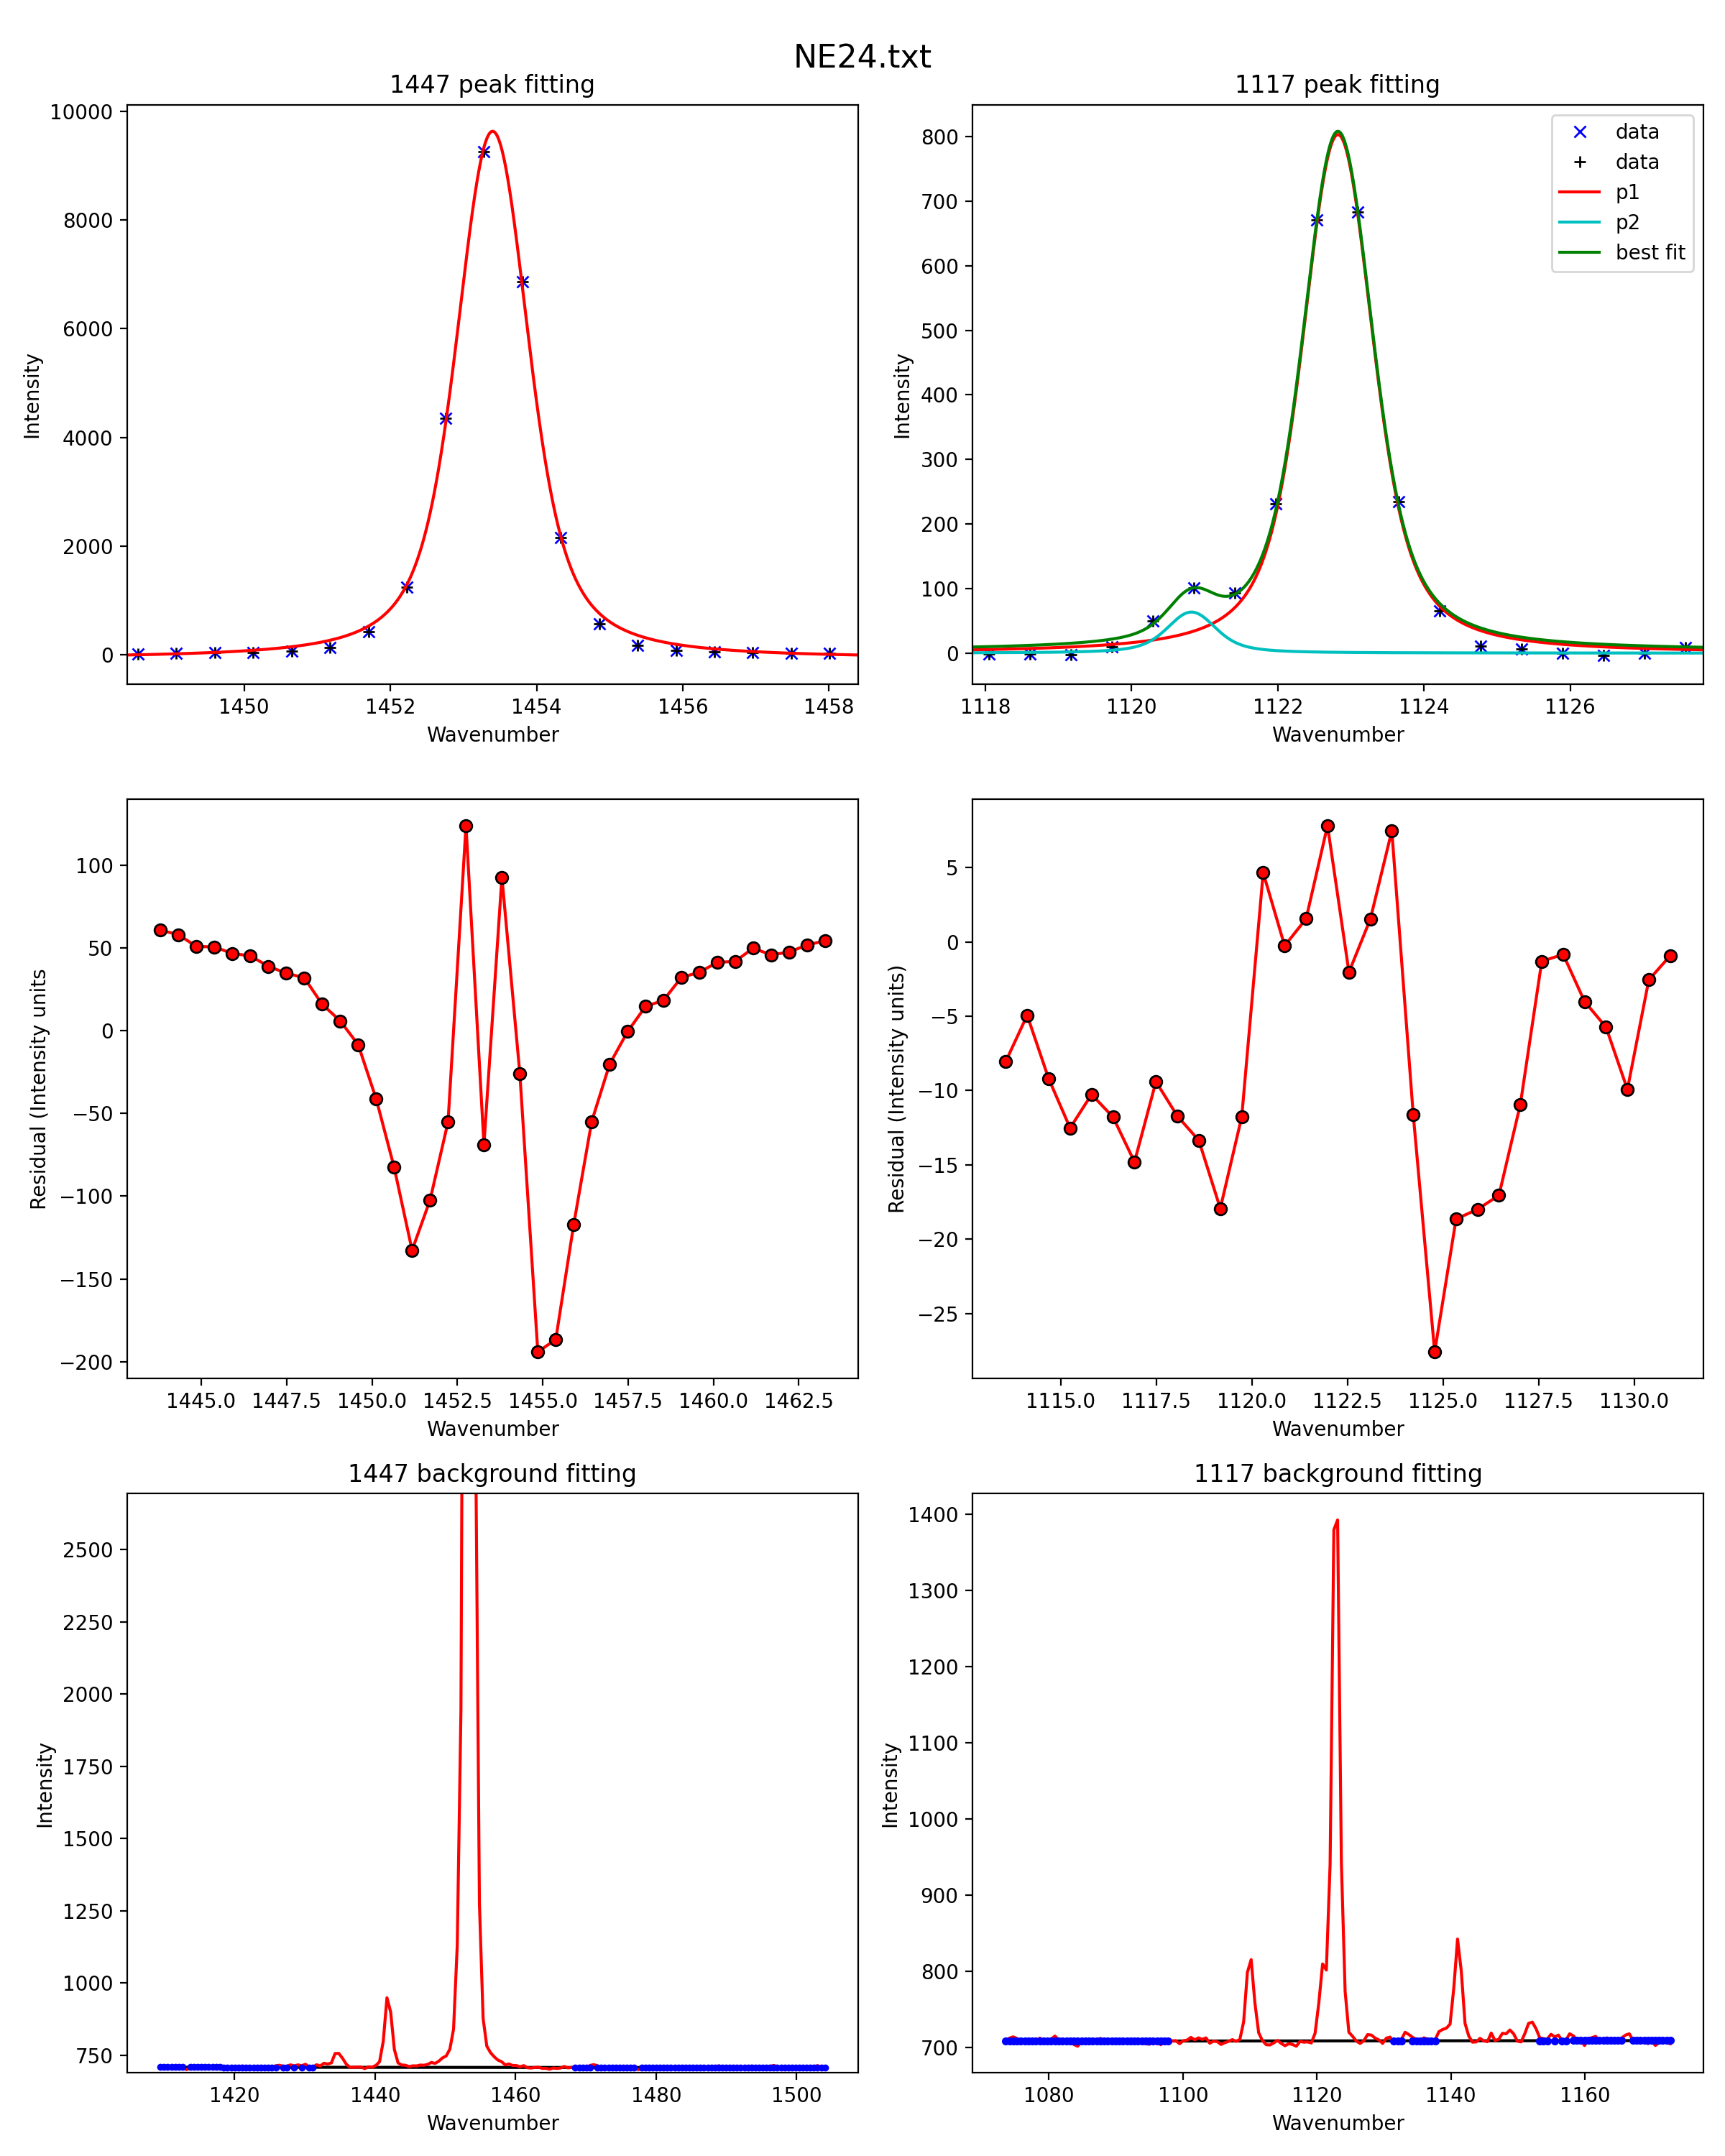 NE24.txt
1447 peak fitting
10000
8000
6000
4000
2000
0
Intensity
1450 1452 1454 1456 1458
Wavenumber
1117 peak fitting
800
700
600
500
400
300
200
100
0
Intensity
data
data
p1
p2
best fit
1118 1120 1122 1124 1126
Wavenumber
100
50
0
−50
−100
−150
−200
Residual (Intensity units
1445.0 1447.5 1450.0 1452.5 1455.0 1457.5 1460.0 1462.5
Wavenumber
5
0
−5
−10
−15
−20
−25
Residual (Intensity units)
1115.0 1117.5 1120.0 1122.5 1125.0 1127.5 1130.0
Wavenumber
1447 background fitting
2500
2250
2000
1750
1500
1250
1000
750
Intensity
1420 1440 1460 1480 1500
Wavenumber
1117 background fitting
1400
1300
1200
1100
1000
900
800
700
Intensity
1080 1100 1120 1140 1160
Wavenumber